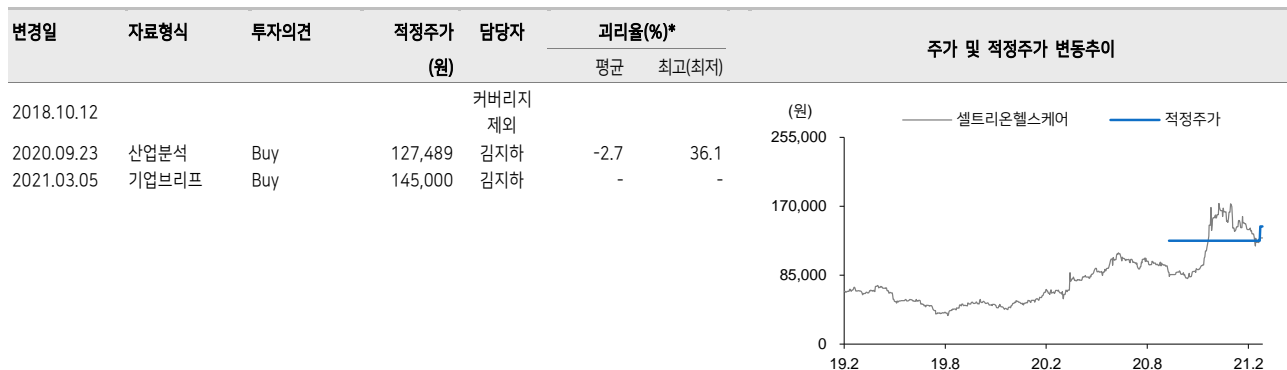 변경일 자료형식 투자의견 적정주가 담당자 괴리율(%)* 주가 및 적정주가 변동추이
(원) 평균 최고(최저)
2018.10.12 커버리지
제외
2020.09.23 산업분석 Buy 127,489 김지하 -2.7 36.1
2021.03.05 기업브리프 Buy 145,000 김지하 - -
(원) 셀트리온헬스케어 적정주가
255,000
170,000
85,000
0
19.2 19.8 20.2 20.8 21.2